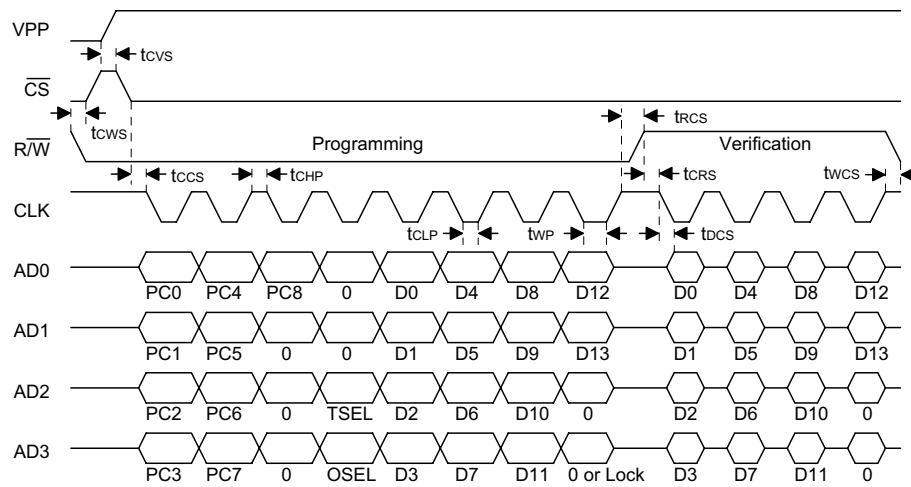 VPP
tCVS
CS
tCWS
tRCS
R/W
Programming
Verification
tCCS
tCHP
tCRS
tWCS
CLK
tCLP
tWP
tDCS
AD0
PC0 PC4 PC8 0 D0 D4 D8 D12 D0 D4 D8 D12
AD1
PC1 PC5 0 0 D1 D5 D9 D13 D1 D5 D9 D13
AD2
PC2 PC6 0 TSEL D2 D6 D10 0 D2 D6 D10 0
AD3
PC3 PC7 0 OSEL D3 D7 D11 0 or Lock D3 D7 D11 0